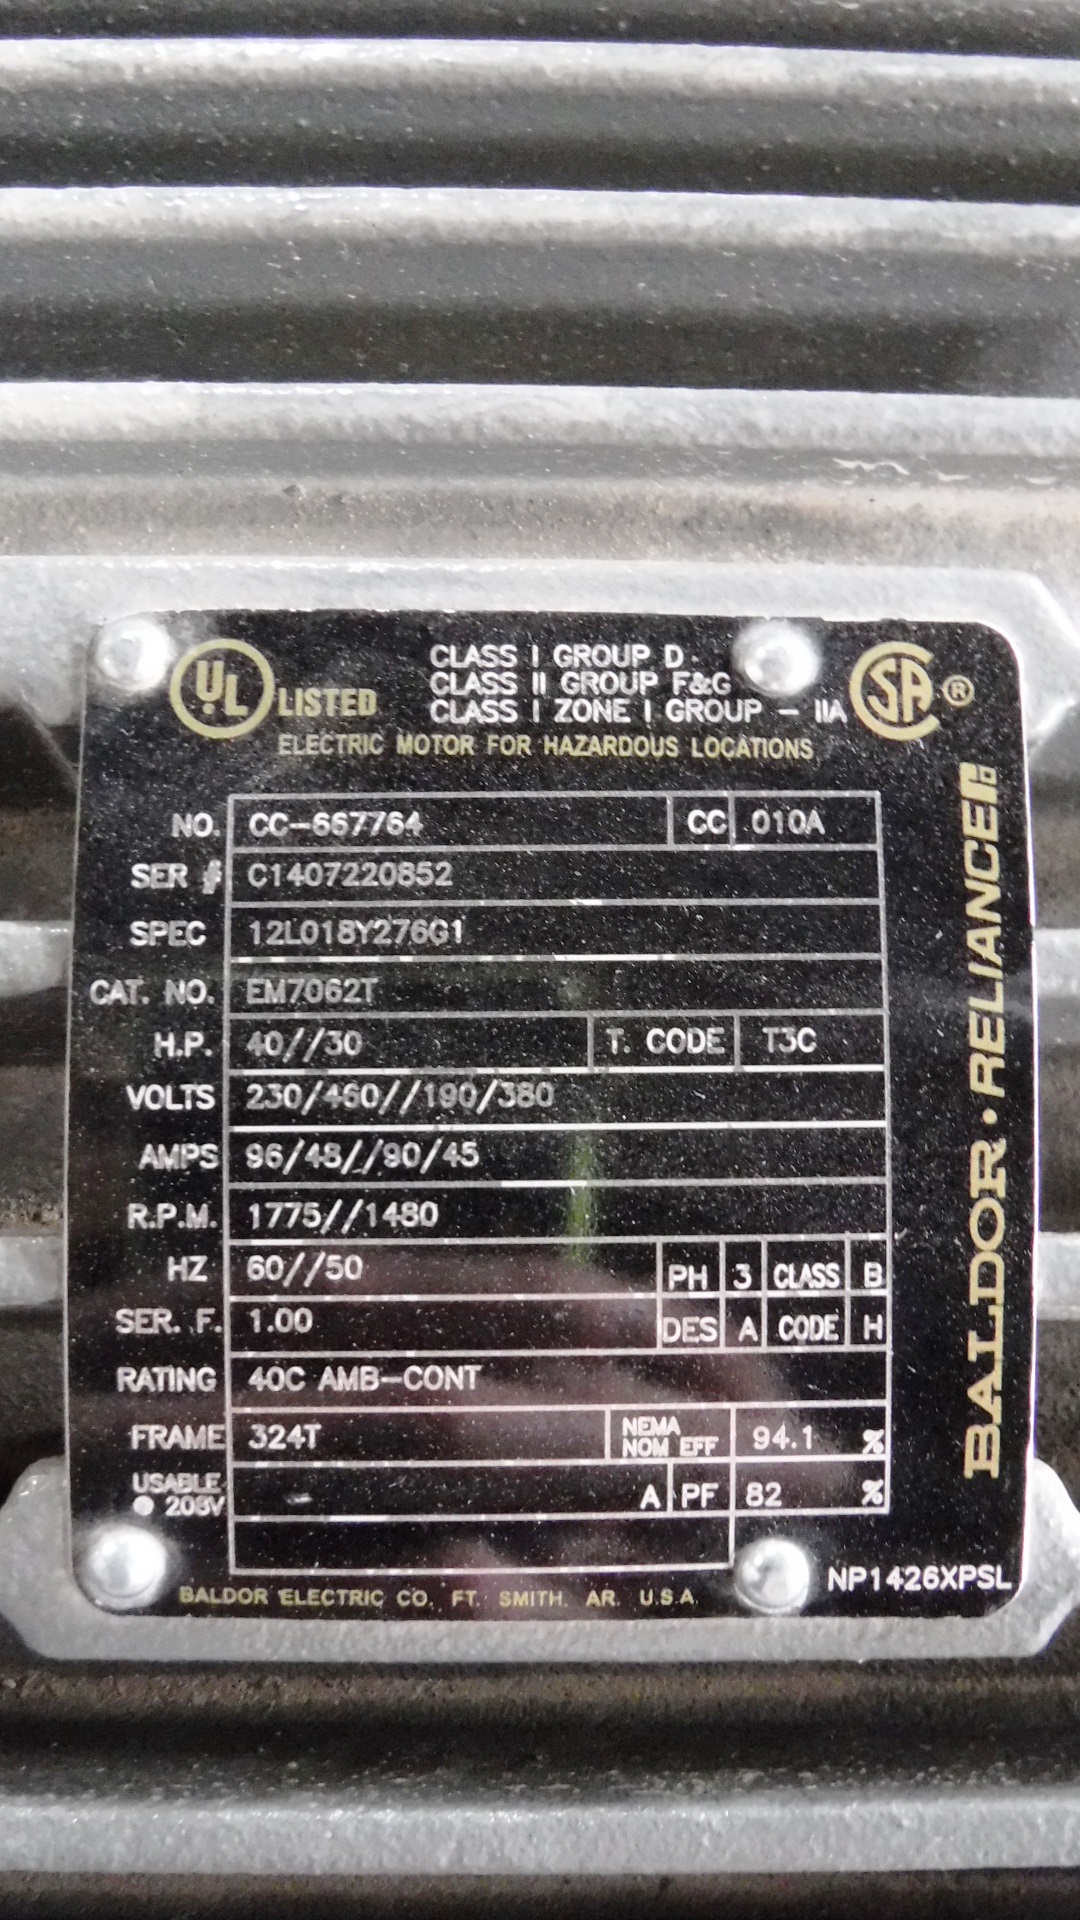 UL LISTED
CLASS I GROUP D
CLASS II GROUP F&G
CLASS I ZONE I GROUP - IIA
SA ®
ELECTRIC MOTOR FOR HAZARDOUS LOCATIONS
NO. CC-667764 CC 010A
SER # C1407220852
SPEC 12L018Y276G1
CAT. NO. EM7062T
H.P. 40//30 T. CODE T3C
VOLTS 230/460//190/380
AMPS 96/48//90/45
R.P.M. 1775//1480
HZ 60//50 PH 3 CLASS B
SER. F. 1.00 DES A CODE H
RATING 40C AMB-CONT
FRAME 324T NEMA NOM EFF 94.1 %
USABLE @ 208V - A PF 82 %
NP1426XPSL
BALDOR ELECTRIC CO. FT. SMITH. AR. U.S.A.
BALDOR · RELIANCE